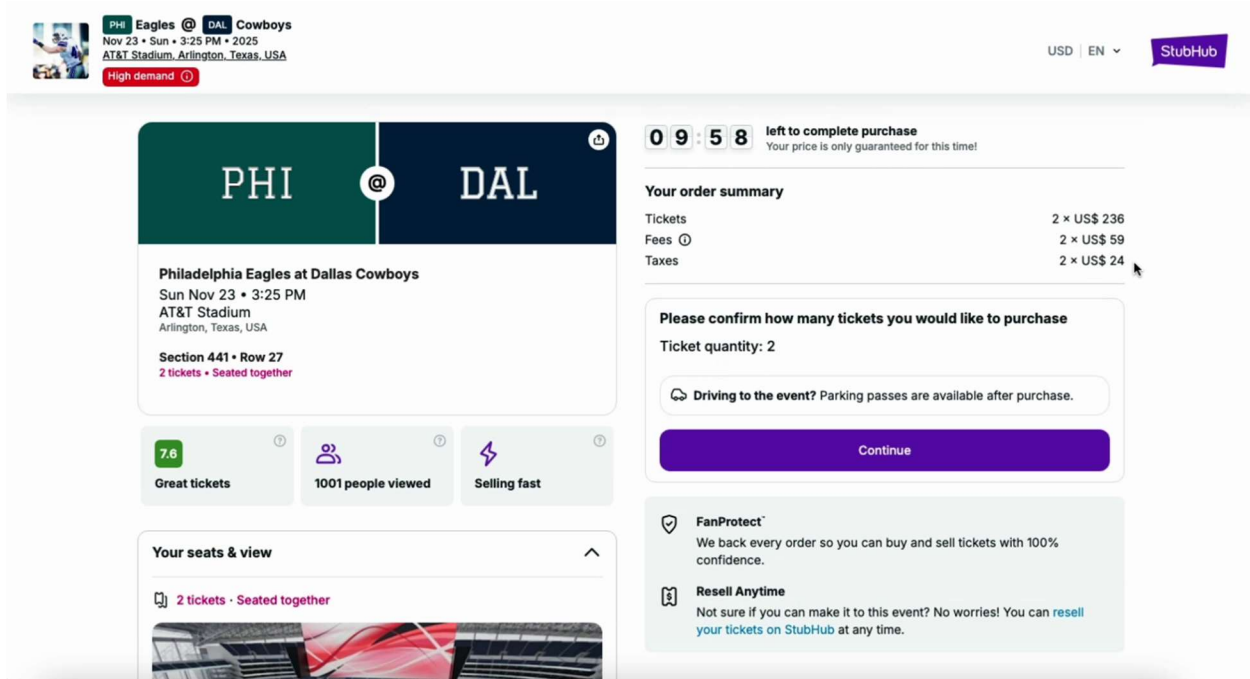 PHI Eagles @ DAL Cowboys
Nov 23 • Sun • 3:25 PM • 2025
AT&T Stadium, Arlington, Texas, USA
High demand
USD | EN
StubHub
PHI @ DAL
Philadelphia Eagles at Dallas Cowboys
Sun Nov 23 • 3:25 PM
AT&T Stadium
Arlington, Texas, USA
Section 441 • Row 27
2 tickets • Seated together
7.6
Great tickets
1001 people viewed
Selling fast
Your seats & view
2 tickets · Seated together
09:58
left to complete purchase
Your price is only guaranteed for this time!
Your order summary
Tickets 2 × US$ 236
Fees 2 × US$ 59
Taxes 2 × US$ 24
Please confirm how many tickets you would like to purchase
Ticket quantity: 2
Driving to the event? Parking passes are available after purchase.
Continue
FanProtect™
We back every order so you can buy and sell tickets with 100%
confidence.
Resell Anytime
Not sure if you can make it to this event? No worries! You can resell
your tickets on StubHub at any time.